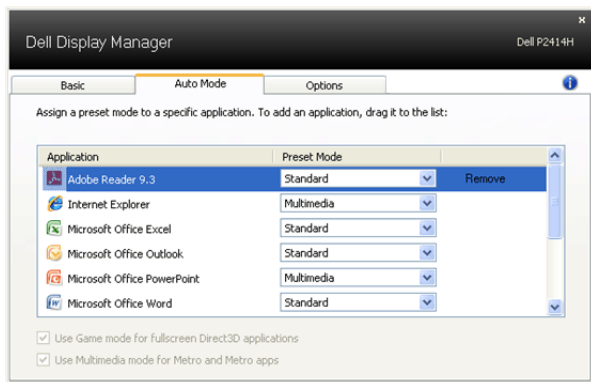 x
Dell Display Manager
Dell P2414H
Basic
Auto Mode
Options
Assign a preset mode to a specific application. To add an application, drag it to the list:
Application Preset Mode
Adobe Reader 9.3 Standard Remove
Internet Explorer Multimedia
Microsoft Office Excel Standard
Microsoft Office Outlook Standard
Microsoft Office PowerPoint Multimedia
Microsoft Office Word Standard
Use Game mode for fullscreen Direct3D applications
Use Multimedia mode for Metro and Metro apps